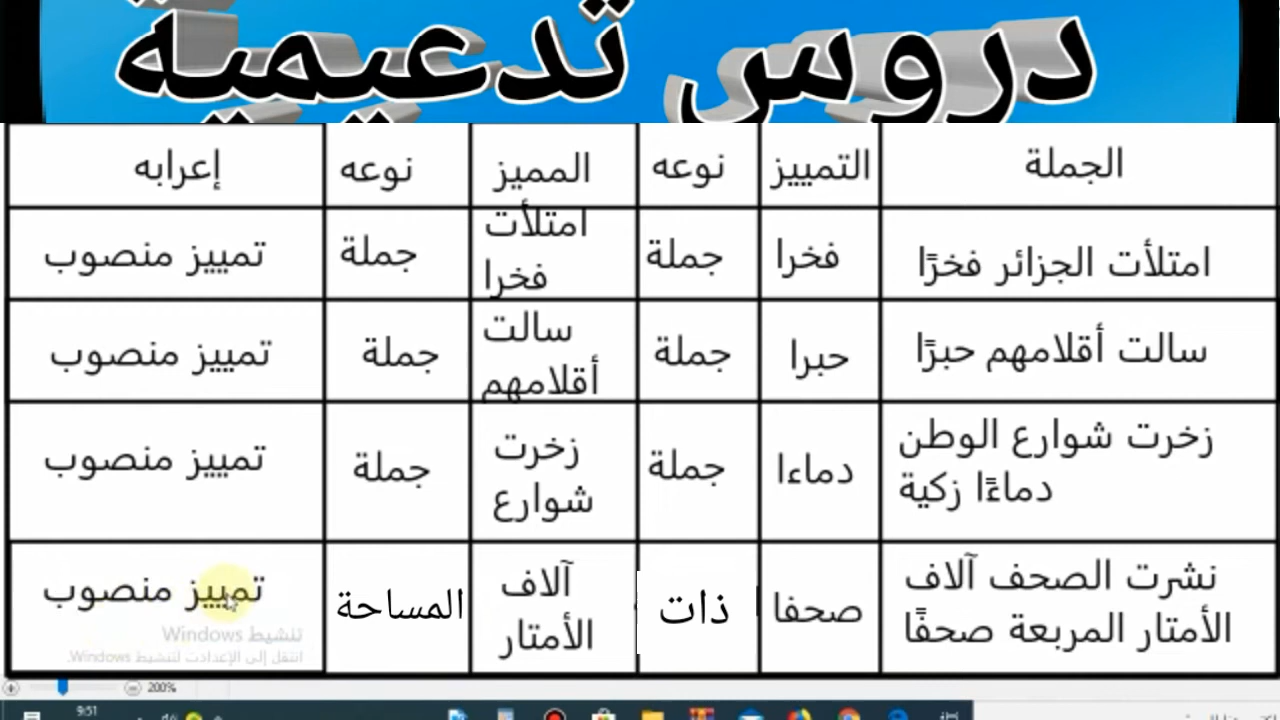 دروس تدعيمية
الجملة التمييز نوعه المميز نوعه إعرابه
امتلأت الجزائر فخرًا فخرا جملة امتلأت
فخرا جملة تمييز منصوب
سالت أقلامهم حبرًا حبرا جملة سالت
أقلامهم جملة تمييز منصوب
زخرت شوارع الوطن
دماءًا زكية دماءا جملة زخرت
شوارع جملة تمييز منصوب
نشرت الصحف آلاف
الأمتار المربعة صحفًا صحفا ذات آلاف
الأمتار المساحة تمييز منصوب
تنشيط Windows
انتقل إلى الإعدادت لتنشيط Windows.
200%
9:51